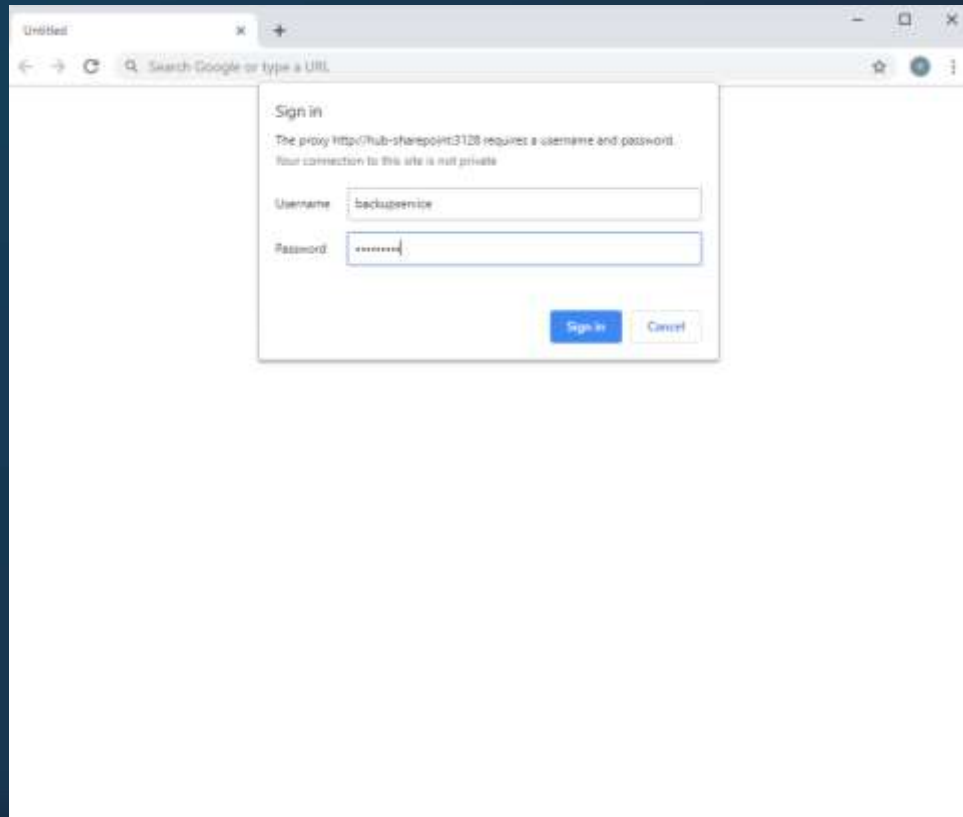 Untitled
Search Google or type a URL
Sign in
The proxy http://hub-sharepoint:3128 requires a username and password.
Your connection to this site is not private
Username backupservice
Password •••••••••
Sign in Cancel